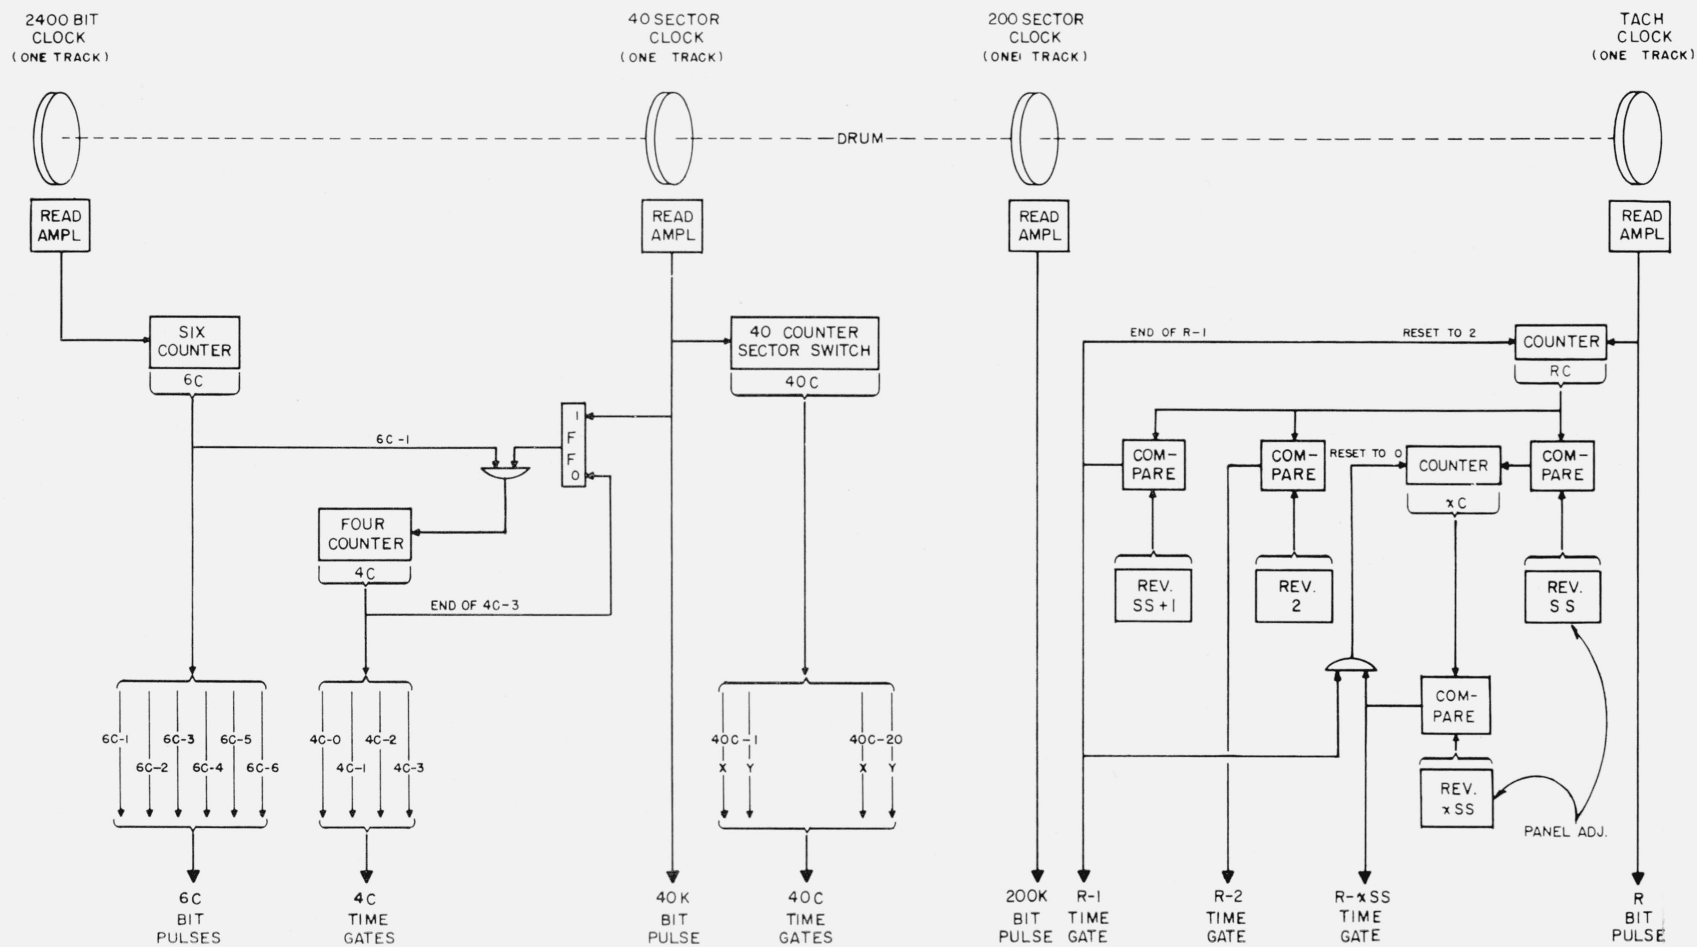 2400 BIT
CLOCK
(ONE TRACK)
40 SECTOR
CLOCK
(ONE TRACK)
200 SECTOR
CLOCK
(ONE TRACK)
TACH
CLOCK
(ONE TRACK)
DRUM
READ
AMPL
READ
AMPL
READ
AMPL
READ
AMPL
SIX
COUNTER
6C
40 COUNTER
SECTOR SWITCH
40C
END OF R-1
RESET TO 2
COUNTER
RC
6C-1
1
F
F
0
COM-
PARE
COM-
PARE
RESET TO 0
COUNTER
xC
COM-
PARE
FOUR
COUNTER
4C
END OF 4C-3
REV.
SS+1
REV.
2
REV.
SS
COM-
PARE
REV.
xSS
PANEL ADJ.
6C-1
6C-2
6C-3
6C-4
6C-5
6C-6
4C-0
4C-1
4C-2
4C-3
40C-1
X Y
40C-20
X Y
6C
BIT
PULSES
4C
TIME
GATES
40K
BIT
PULSE
40C
TIME
GATES
200K
BIT
PULSE
R-1
TIME
GATE
R-2
TIME
GATE
R-xSS
TIME
GATE
R
BIT
PULSE